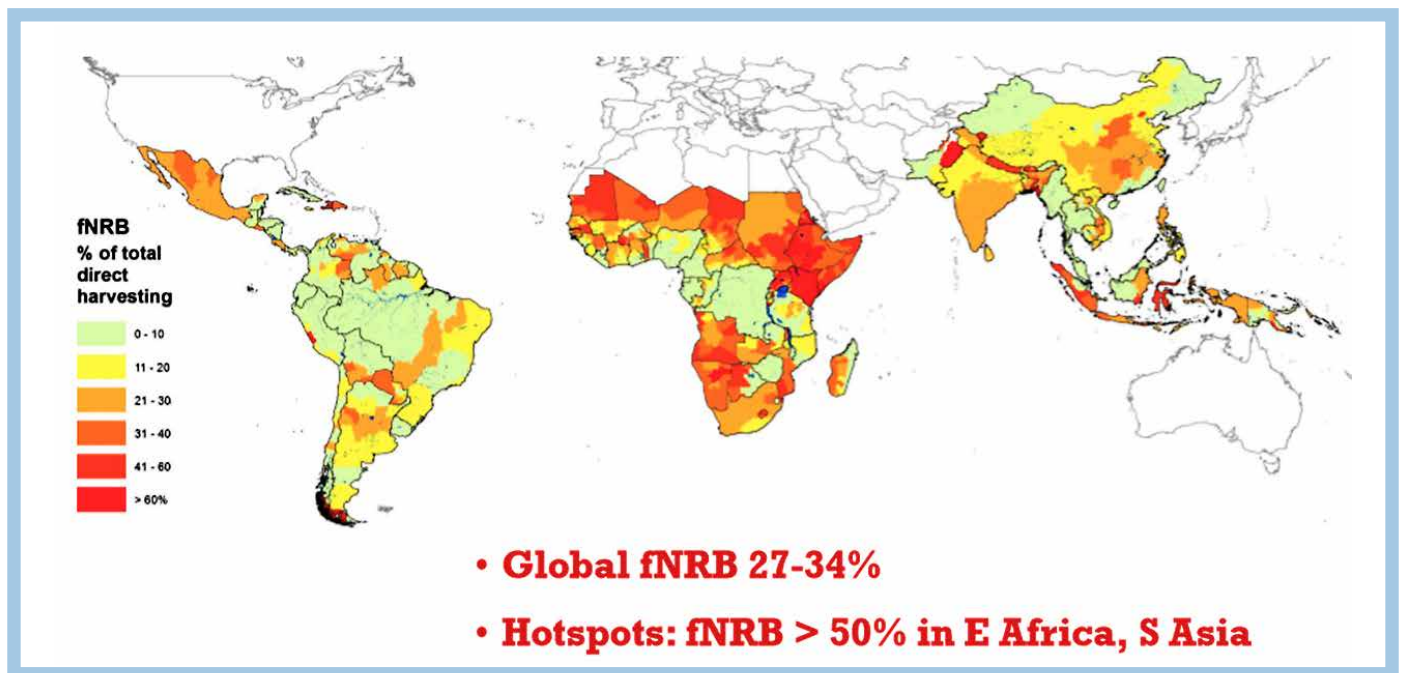 fNRB
% of total
direct
harvesting
0 - 10
11 - 20
21 - 30
31 - 40
41 - 60
> 60%
• Global fNRB 27-34%
• Hotspots: fNRB > 50% in E Africa, S Asia